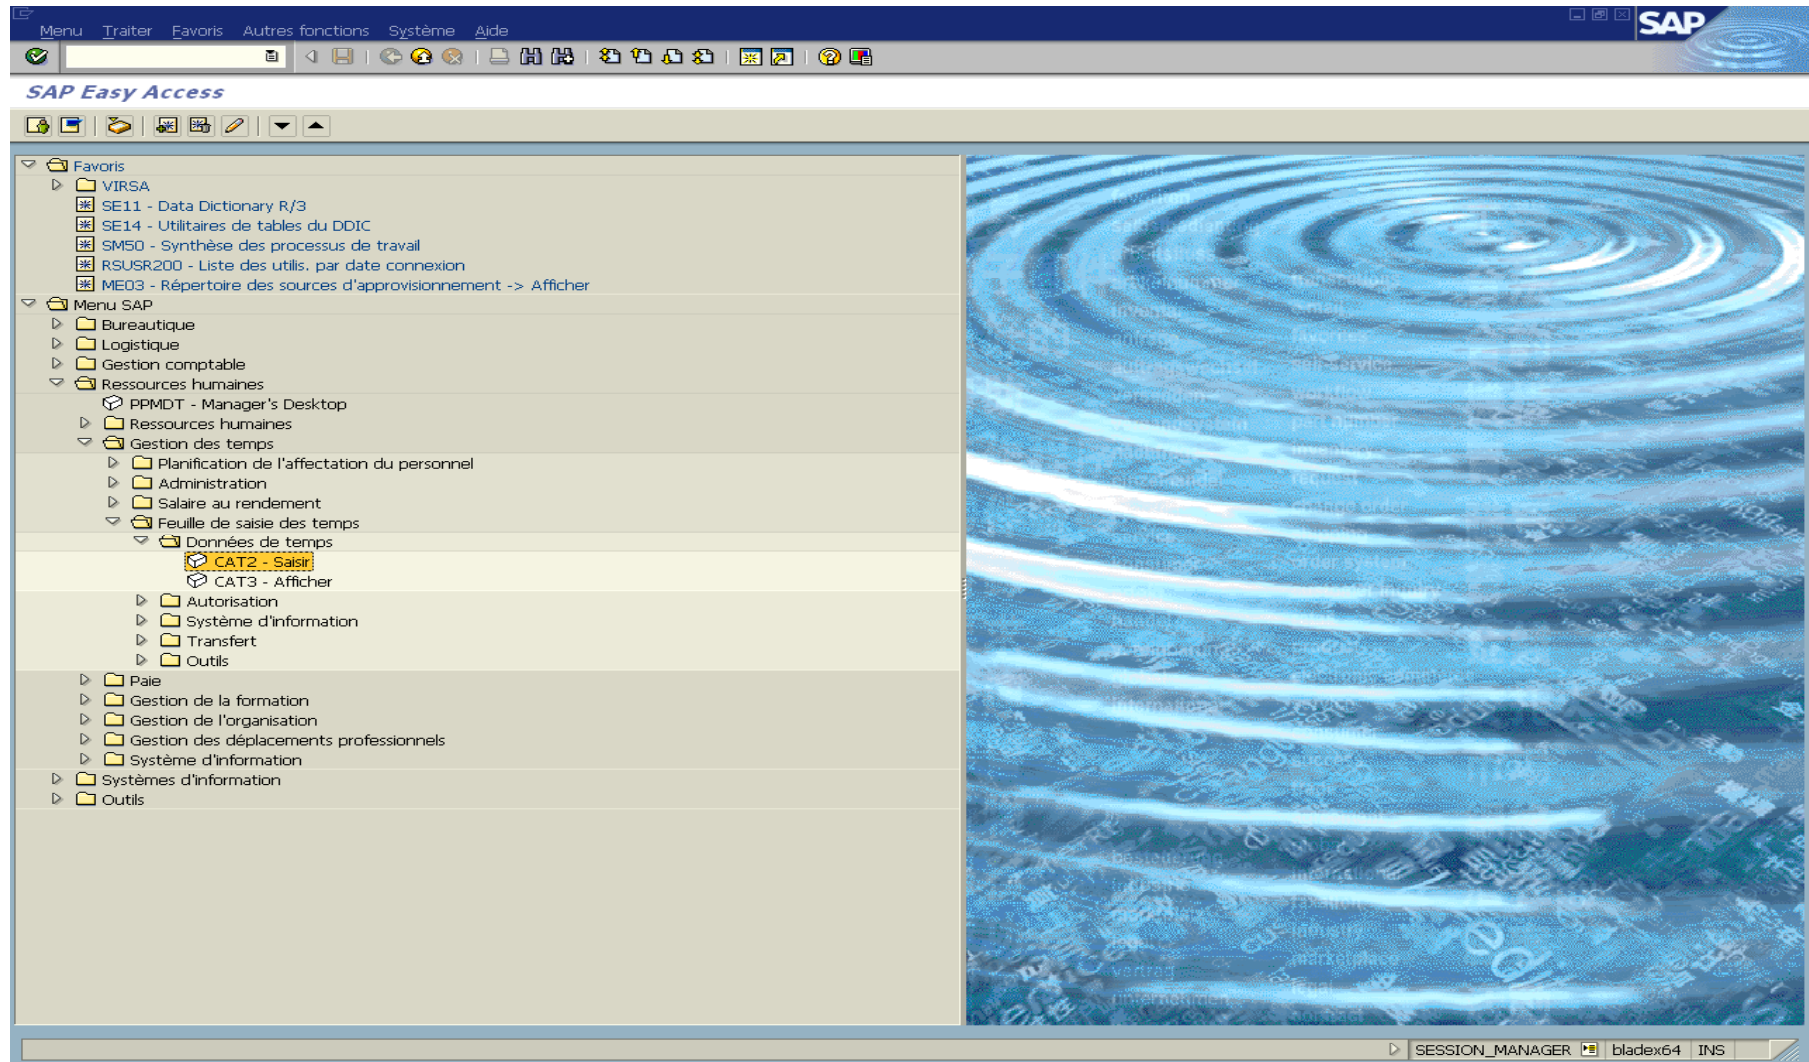 Menu Traiter Favoris Autres fonctions Système Aide
SAP
SAP Easy Access
Favoris
VIRSA
SE11 - Data Dictionary R/3
SE14 - Utilitaires de tables du DDIC
SM50 - Synthèse des processus de travail
RSUSR200 - Liste des utilis. par date connexion
ME03 - Répertoire des sources d'approvisionnement -> Afficher
Menu SAP
Bureautique
Logistique
Gestion comptable
Ressources humaines
PPMDT - Manager's Desktop
Ressources humaines
Gestion des temps
Planification de l'affectation du personnel
Administration
Salaire au rendement
Feuille de saisie des temps
Données de temps
CAT2 - Saisir
CAT3 - Afficher
Autorisation
Système d'information
Transfert
Outils
Paie
Gestion de la formation
Gestion de l'organisation
Gestion des déplacements professionnels
Système d'information
Systèmes d'information
Outils
SESSION_MANAGER bladex64 INS